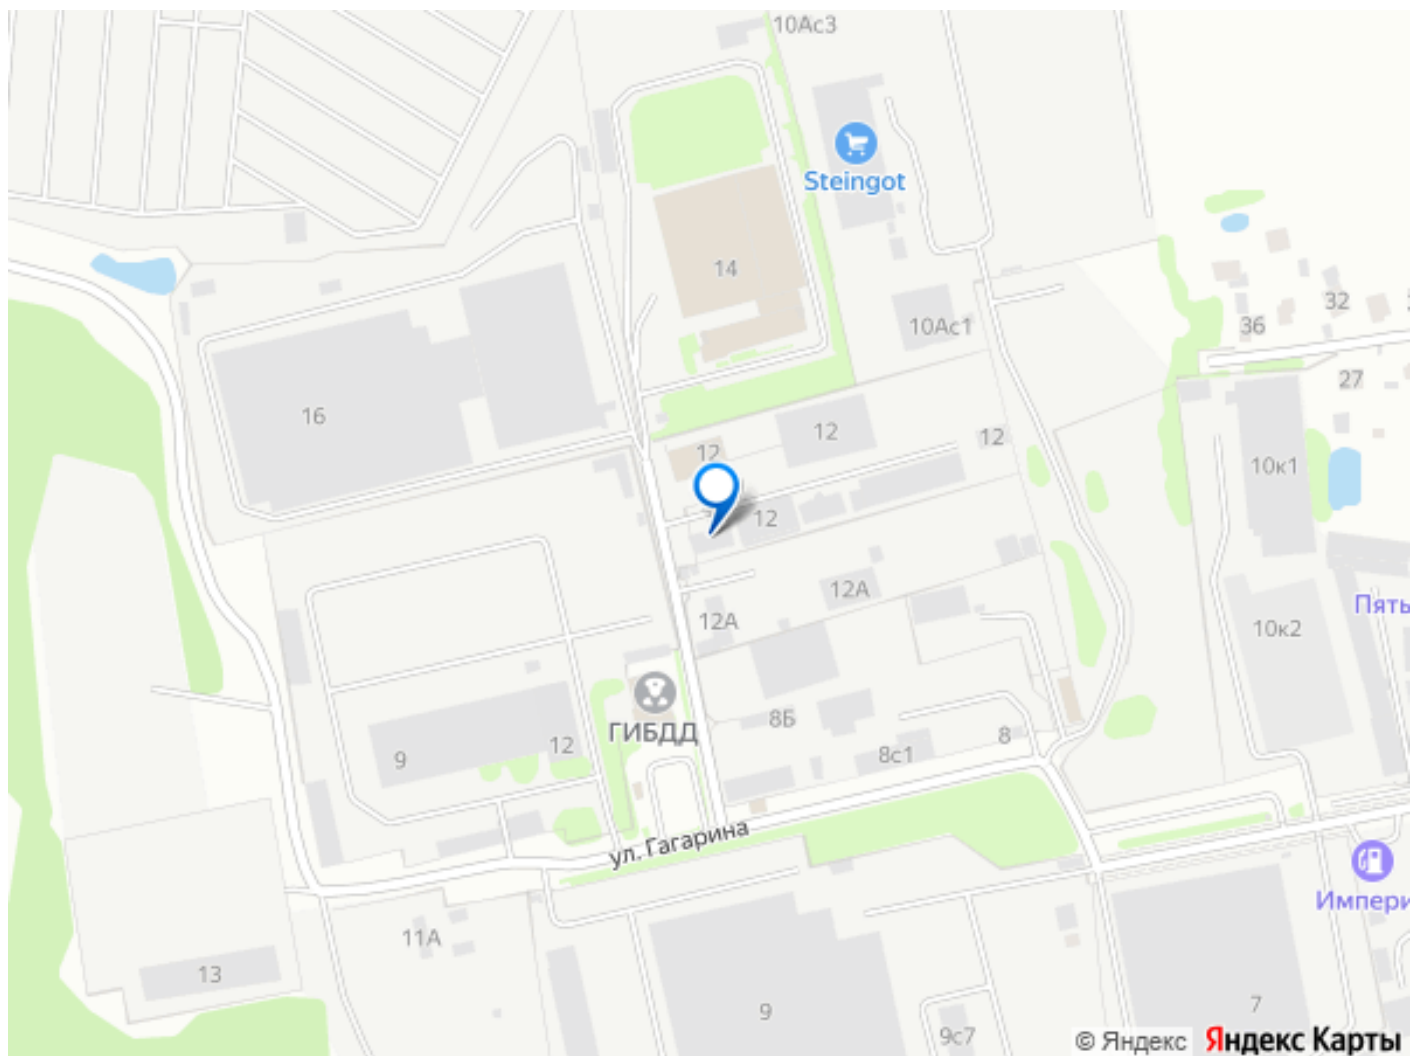 10Ас3
Steingot
14
10Ас1
32
36
27
16
12
12
12
10к1
12
12А
12А
10к2
Пять
ГИБДД
8Б
8
8с1
12
9
ул. Гагарина
Импери
11А
13
9
7
9с7
© Яндекс
Яндекс Карты